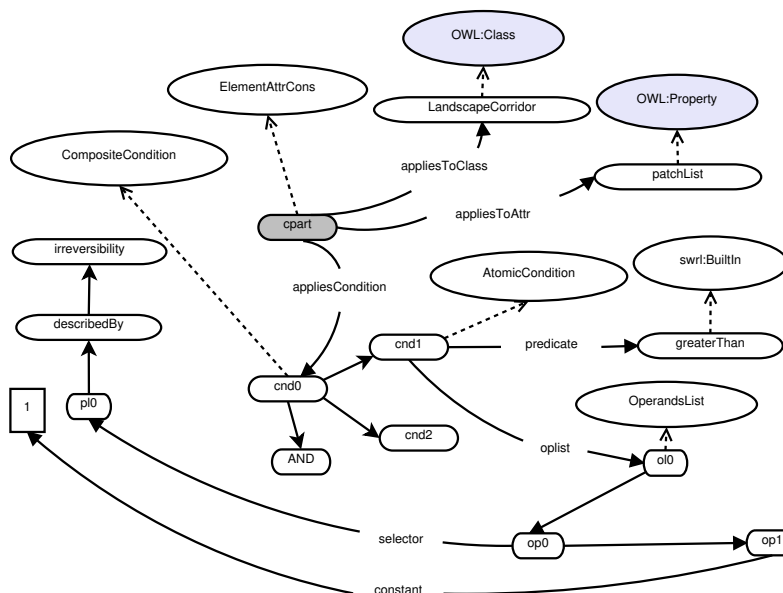 OWL:Class
ElementAttrCons
LandscapeCorridor
OWL:Property
CompositeCondition
appliesToClass
patchList
appliesToAttr
cpart
irreversibility
AtomicCondition
swrl:BuiltIn
appliesCondition
describedBy
cnd1
predicate
greaterThan
cnd0
1
pl0
OperandsList
cnd2
oplist
AND
ol0
selector
op0
op1
constant